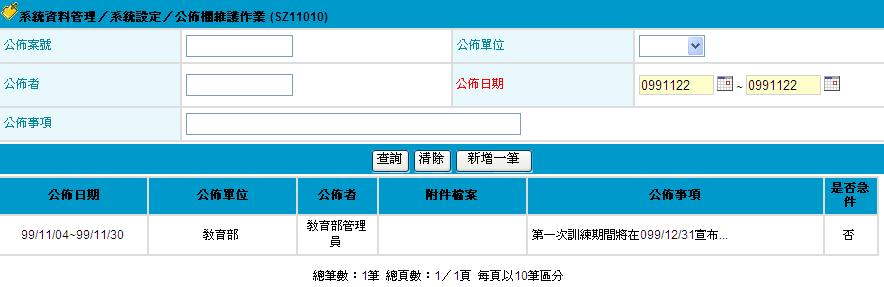 系統資料管理／系統設定／公佈欄維護作業 (SZ11010)
公佈案號 公佈單位
公佈者 公佈日期 0991122 ~ 0991122
公佈事項
查詢 清除 新增一筆
公佈日期 公佈單位 公佈者 附件檔案 公佈事項 是否急件
99/11/04~99/11/30 教育部 教育部管理員 第一次訓練期間將在099/12/31宣布... 否
總筆數：1筆 總頁數：1／1頁 每頁以10筆區分